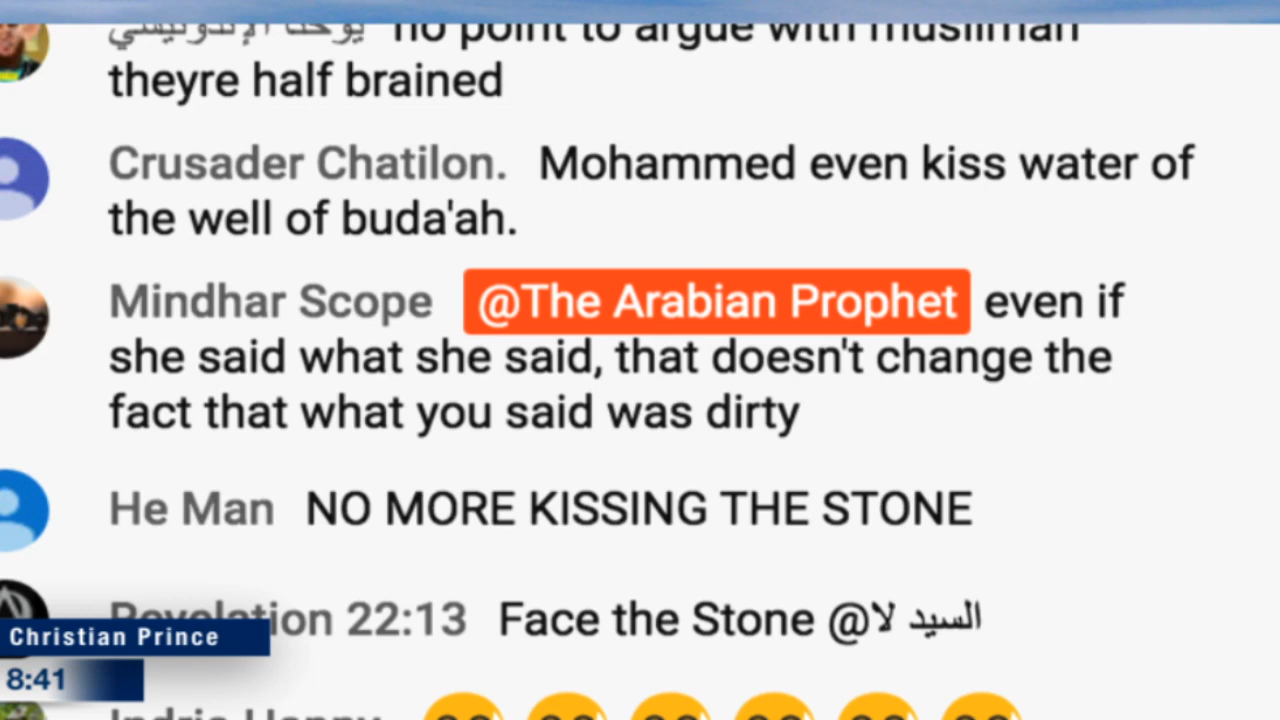 يوحنا الإندونيسي no point to argue with muslimah
theyre half brained
Crusader Chatilon. Mohammed even kiss water of
the well of buda'ah.
Mindhar Scope @The Arabian Prophet even if
she said what she said, that doesn't change the
fact that what you said was dirty
He Man NO MORE KISSING THE STONE
Revelation 22:13 Face the Stone @السيد لا
Christian Prince
8:41